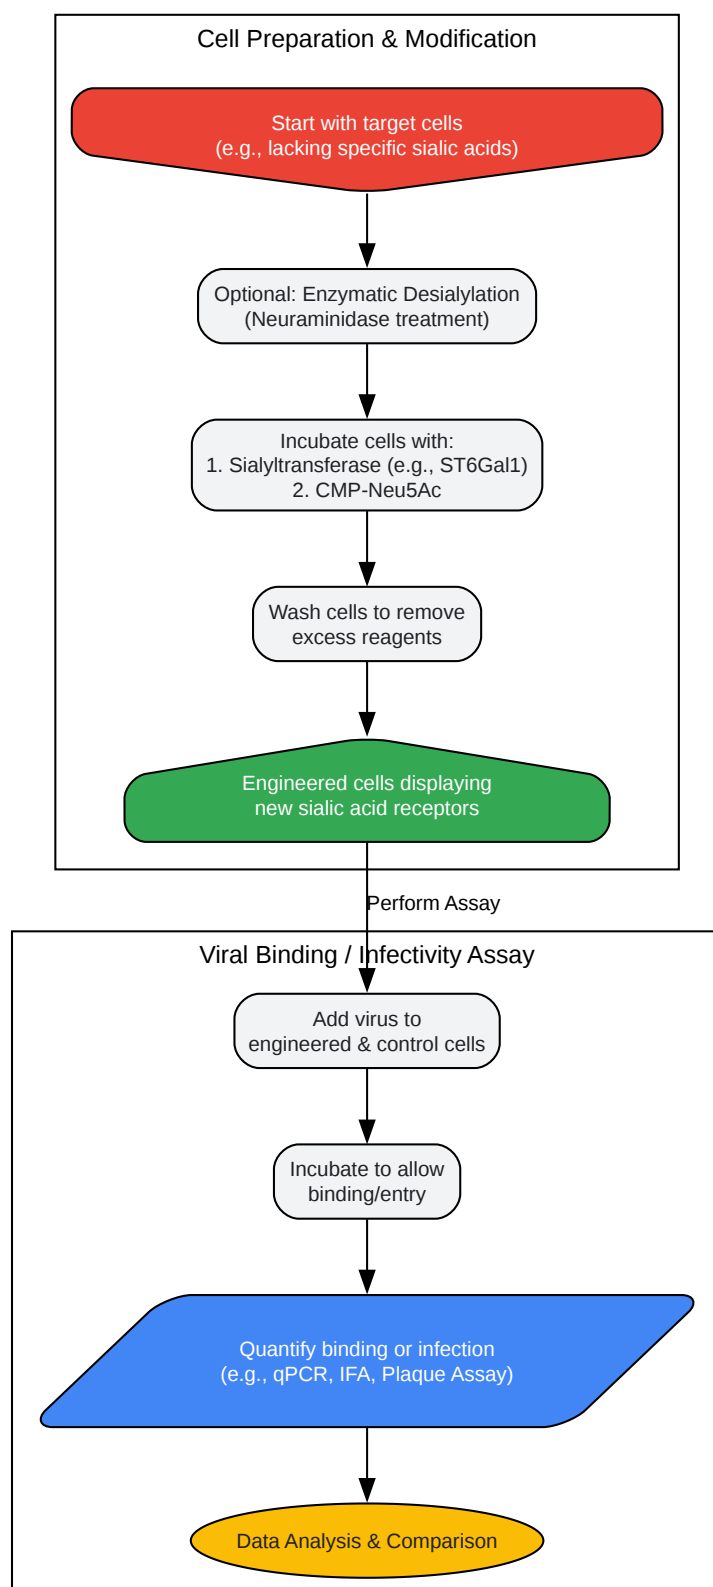 Cell Preparation & Modification
Start with target cells
(e.g., lacking specific sialic acids)
Optional: Enzymatic Desialylation
(Neuraminidase treatment)
Incubate cells with:
1. Sialyltransferase (e.g., ST6Gal1)
2. CMP-Neu5Ac
Wash cells to remove
excess reagents
Engineered cells displaying
new sialic acid receptors
Perform Assay
Viral Binding / Infectivity Assay
Add virus to
engineered & control cells
Incubate to allow
binding/entry
Quantify binding or infection
(e.g., qPCR, IFA, Plaque Assay)
Data Analysis & Comparison